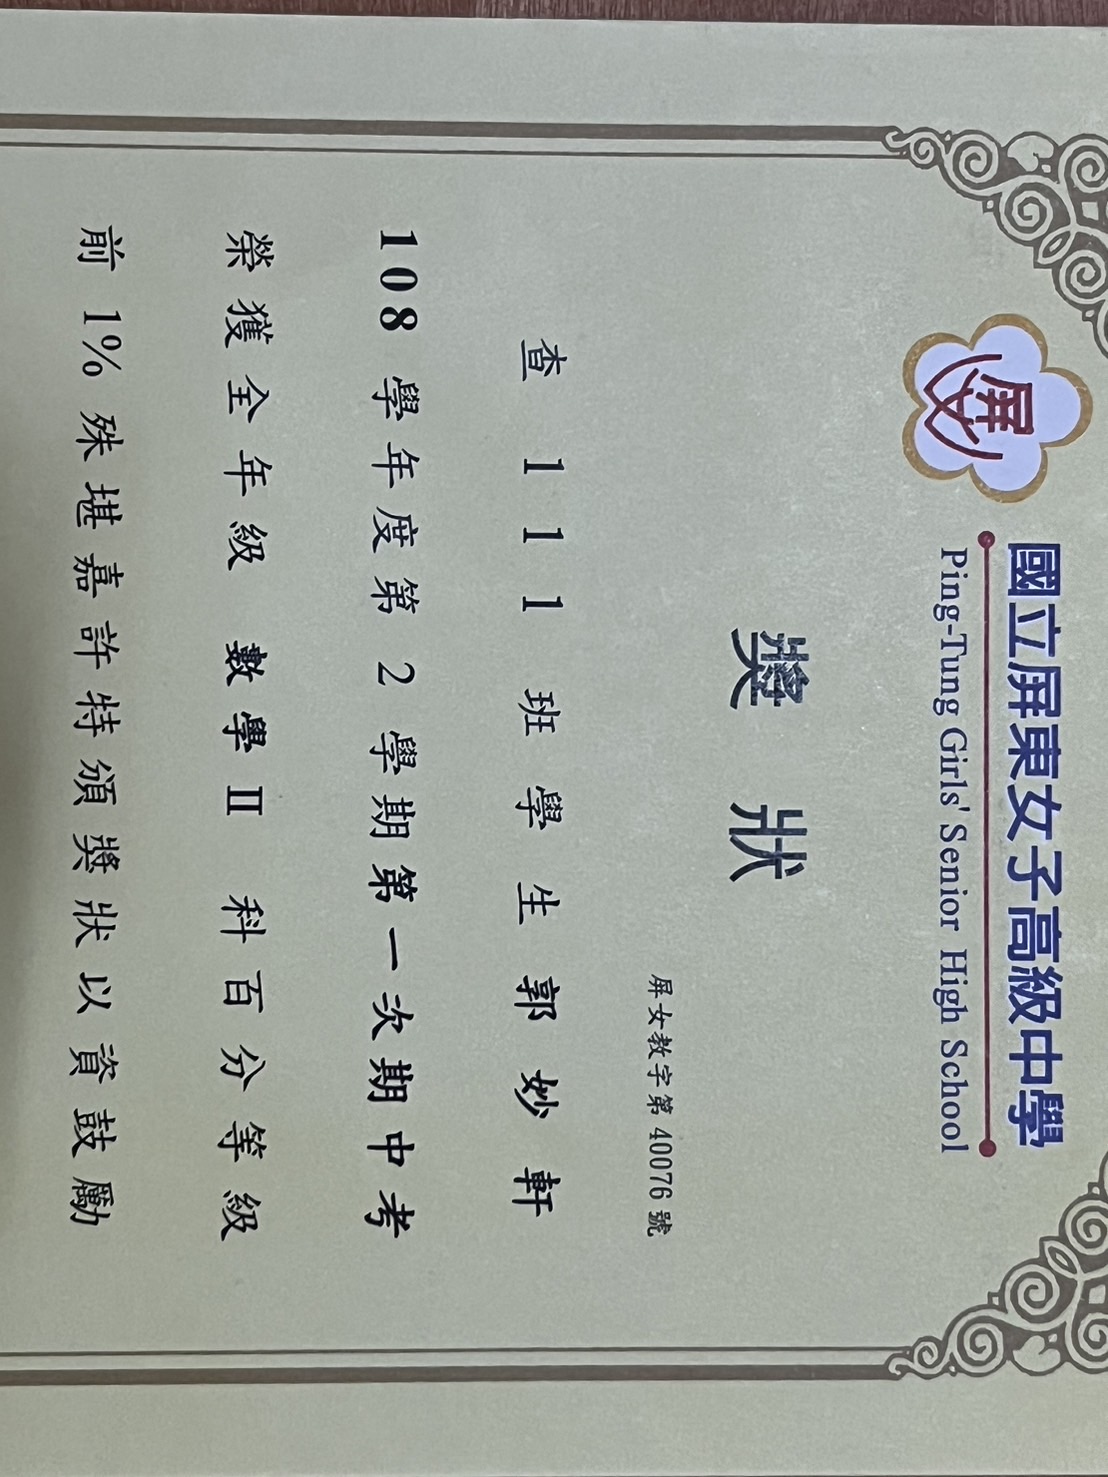 屏女
國立屏東女子高級中學
Ping-Tung Girls' Senior High School
獎狀
屏女教字第 40076 號
查 111 班學生郭妙軒
108 學年度第 2 學期第一次期中考
榮獲全年級 數學 II 科百分等級
前 1% 殊堪嘉許特頒獎狀以資鼓勵